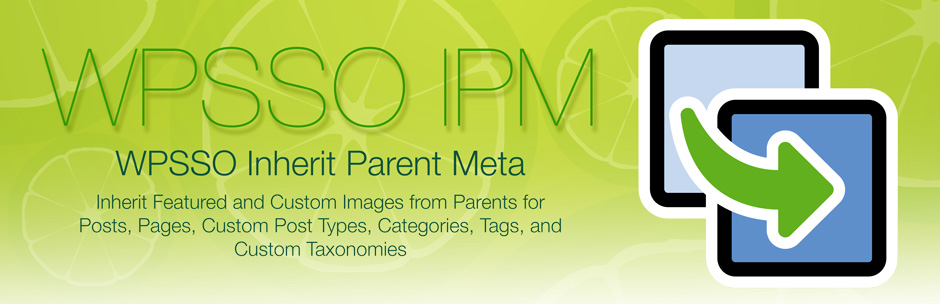 WPSSO IPM
WPSSO Inherit Parent Meta
Inherit Featured and Custom Images from Parents for
Posts, Pages, Custom Post Types, Categories, Tags, and
Custom Taxonomies